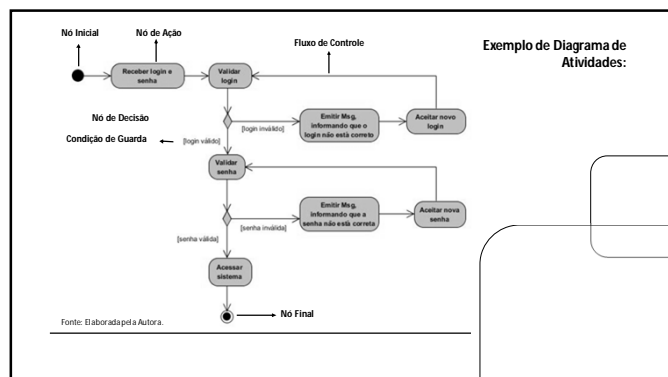 Nó Inicial
Nó de Ação
Fluxo de Controle
Exemplo de Diagrama de
Atividades:
Receber login e
senha
Validar
login
Nó de Decisão
Condição de Guarda
[login válido]
[login inválido]
Emitir Msg,
informando que o
login não está correto
Aceitar novo
login
Validar
senha
[senha válida]
[senha inválida]
Emitir Msg,
informando que a
senha não está correta
Aceitar nova
senha
Acessar
sistema
Nó Final
Fonte: Elaborada pela Autora.